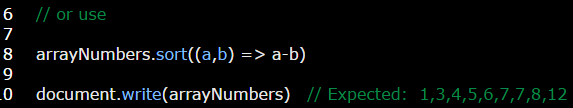 6 // or use
7
8 arrayNumbers.sort((a,b) => a-b)
9
10 document.write(arrayNumbers) // Expected: 1,3,4,5,6,7,7,8,12